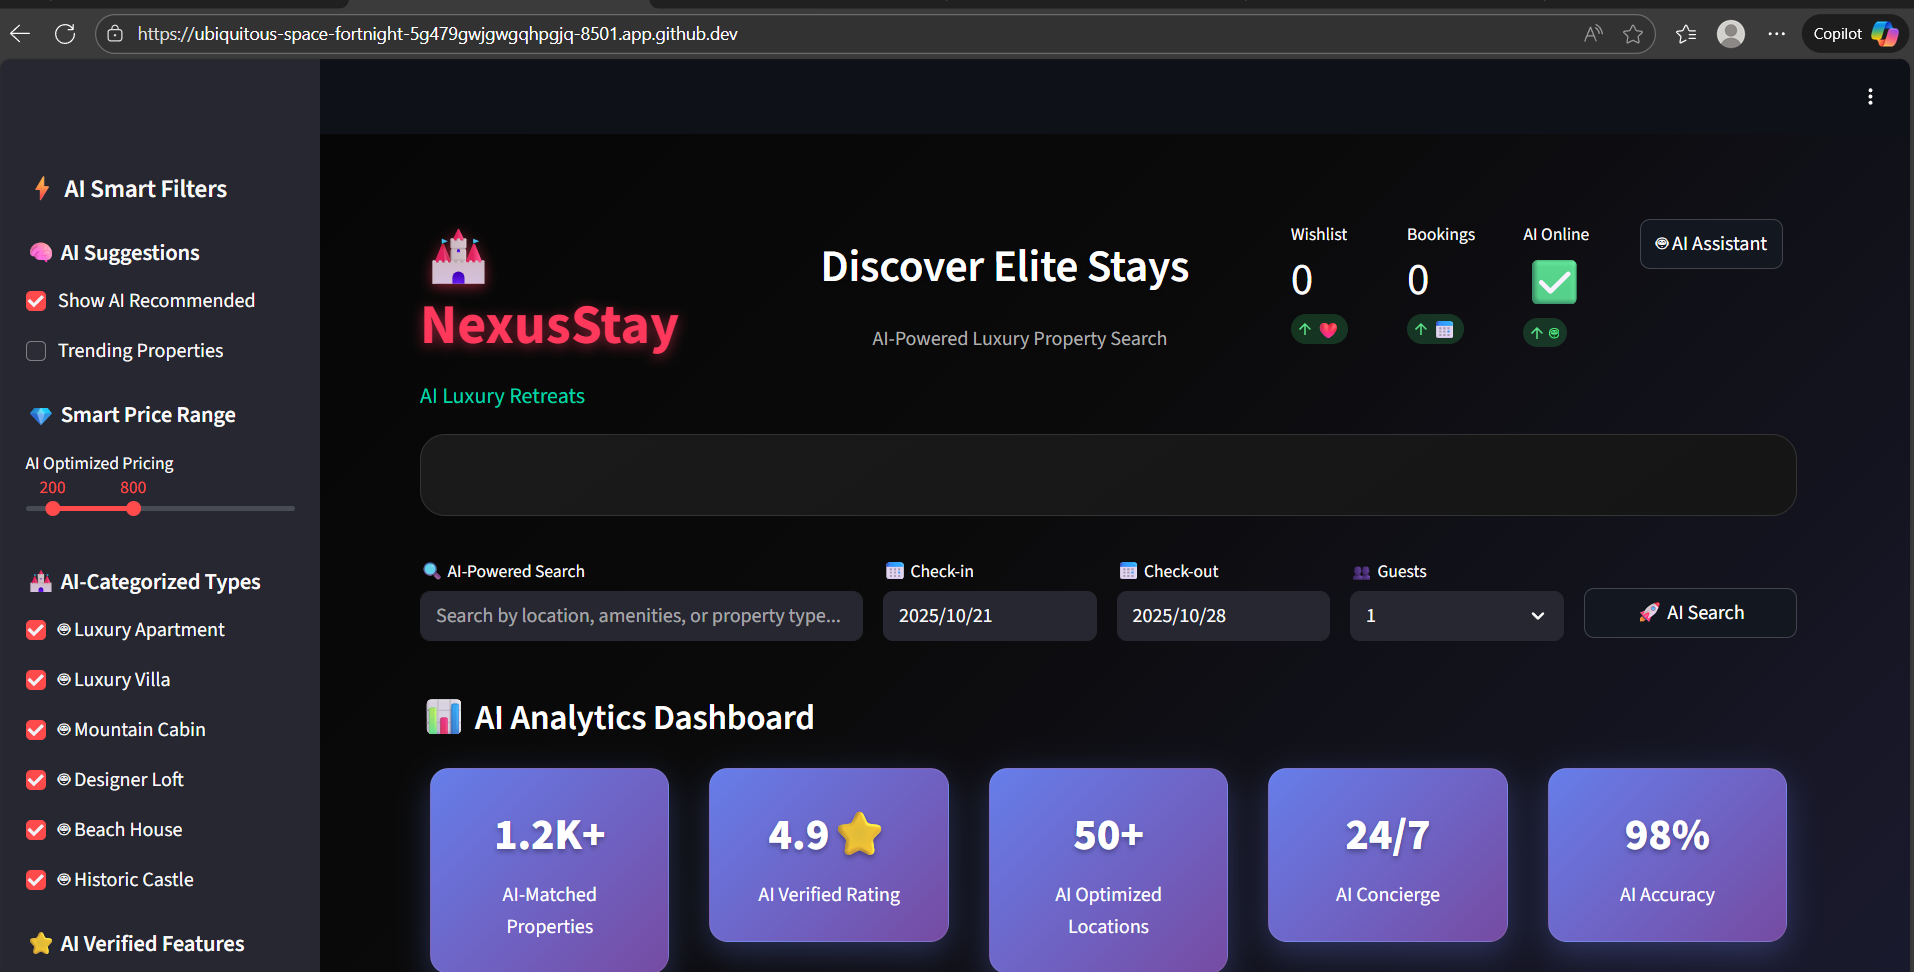 https://ubiquitous-space-fortnight-5g479gwjgwgqhpgjq-8501.app.github.dev
Copilot
AI Smart Filters
AI Suggestions
Show AI Recommended
Trending Properties
Smart Price Range
AI Optimized Pricing
200 800
AI-Categorized Types
Luxury Apartment
Luxury Villa
Mountain Cabin
Designer Loft
Beach House
Historic Castle
AI Verified Features
NexusStay
AI Luxury Retreats
Discover Elite Stays
AI-Powered Luxury Property Search
Wishlist
0
Bookings
0
AI Online
AI Assistant
AI-Powered Search
Search by location, amenities, or property type...
Check-in
2025/10/21
Check-out
2025/10/28
Guests
1
AI Search
AI Analytics Dashboard
1.2K+
AI-Matched
Properties
4.9
AI Verified Rating
50+
AI Optimized
Locations
24/7
AI Concierge
98%
AI Accuracy